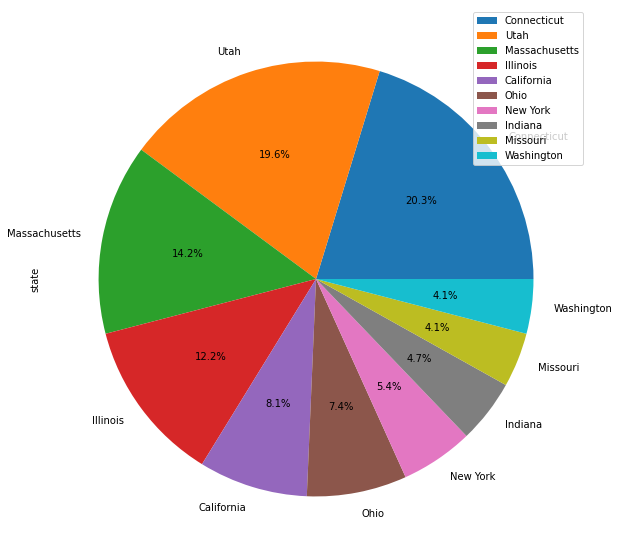 Connecticut
Utah
Massachusetts
Illinois
California
Ohio
New York
Indiana
Missouri
Washington
Connecticut
Utah
19.6%
20.3%
Massachusetts
14.2%
state
4.1%
Washington
4.1%
12.2%
4.7%
Missouri
5.4%
8.1%
7.4%
Illinois
Indiana
New York
California
Ohio